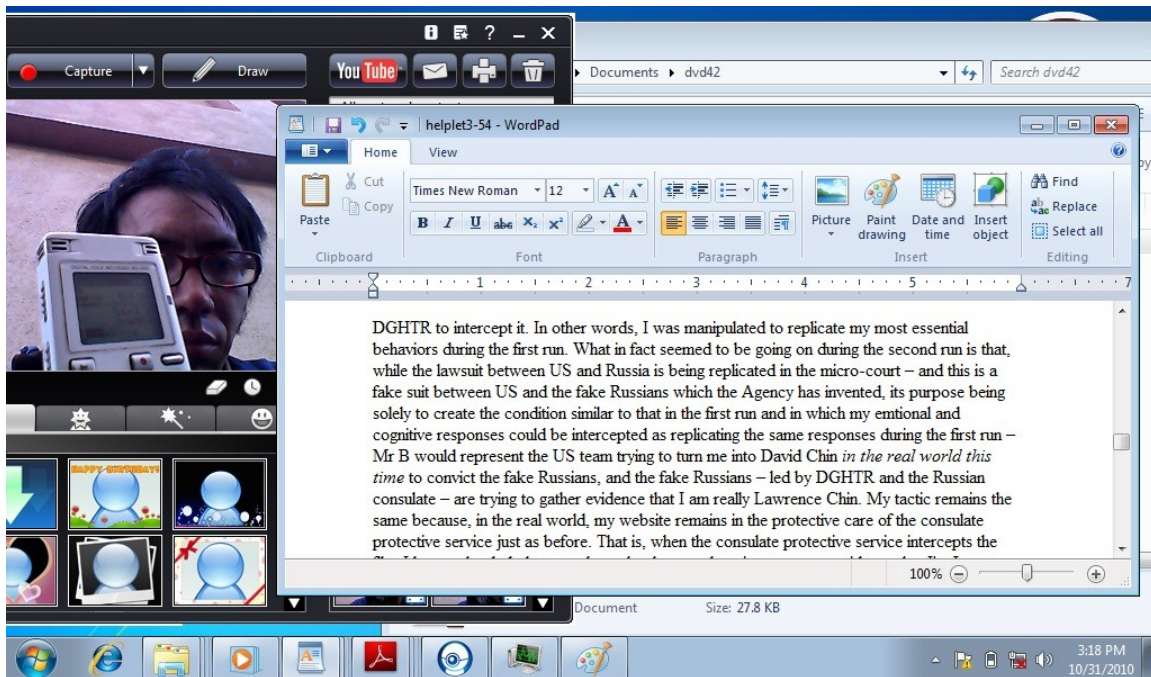 Capture
Draw
You Tube
Documents
dvd42
Search dvd42
helplet3-54 - WordPad
Home
View
Cut
Copy
Paste
Times New Roman
12
Picture
Paint drawing
Date and time
Insert object
Find
Replace
Select all
Clipboard
Font
Paragraph
Insert
Editing
1 2 3 4 5 7
DGHTR to intercept it. In other words, I was manipulated to replicate my most essential
behaviors during the first run. What in fact seemed to be going on during the second run is that,
while the lawsuit between US and Russia is being replicated in the micro-court – and this is a
fake suit between US and the fake Russians which the Agency has invented, its purpose being
solely to create the condition similar to that in the first run and in which my emtional and
cognitive responses could be intercepted as replicating the same responses during the first run –
Mr B would represent the US team trying to turn me into David Chin in the real world this
time to convict the fake Russians, and the fake Russians – led by DGHTR and the Russian
consulate – are trying to gather evidence that I am really Lawrence Chin. My tactic remains the
same because, in the real world, my website remains in the protective care of the consulate
protective service just as before. That is, when the consulate protective service intercepts the
100%
HAPPY BIRTHDAY!
Document
Size: 27.8 KB
3:18 PM
10/31/2010